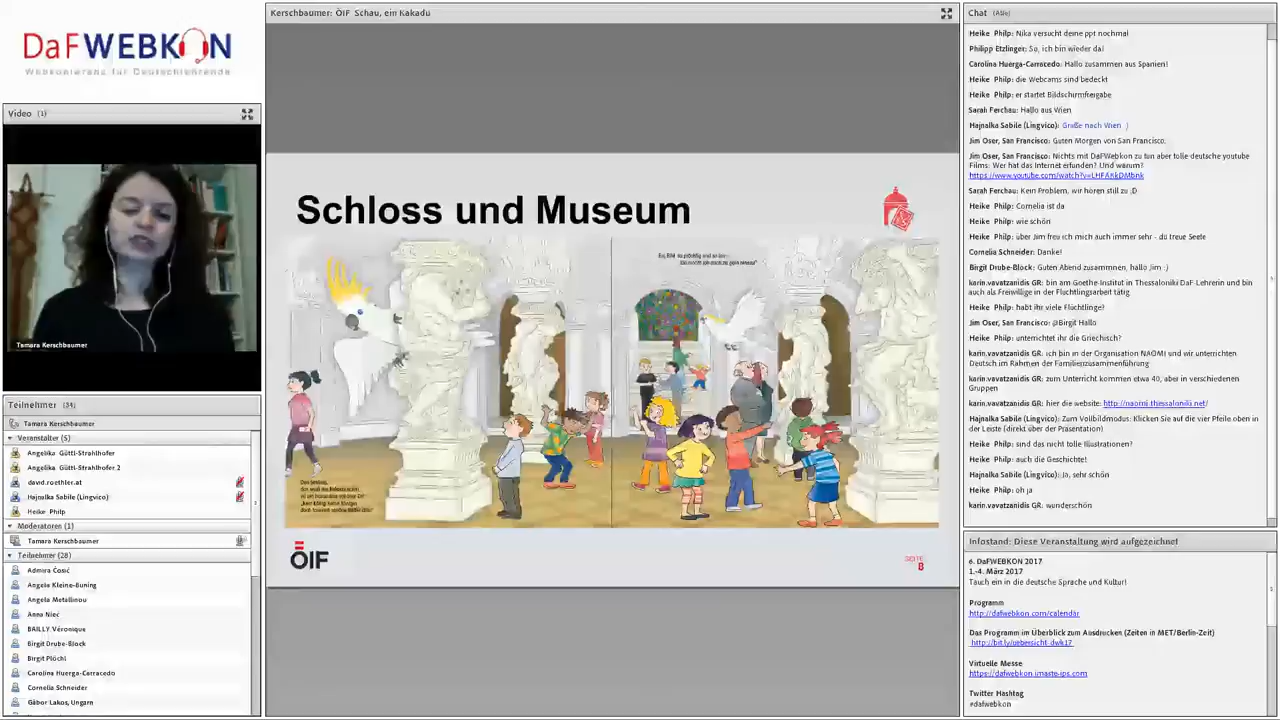 DaFWEBKON
Webkonferenz für Deutschlehrende
Video (1)
Tamara Kerschbaumer
Teilnehmer (34)
Tamara Kerschbaumer
Veranstalter (5)
Angelika Güttl-Strahlhofer
Angelika Güttl-Strahlhofer 2
david.roethler.at
Hajnalka Sabile (Lingvico)
Heike Philp
Moderatoren (1)
Tamara Kerschbaumer
Teilnehmer (28)
Admira Ćosić
Angela Kleine-Büning
Angela Metallinou
Anna Niec
BAILLY Véronique
Birgit Drube-Block
Birgit Plöchl
Carolina Huerga-Carracedo
Cornelia Schneider
Gábor Lakos, Ungarn
Kerschbaumer: ÖIF Schau, ein Kakadu
Schloss und Museum
ÖIF
SEITE
8
Chat (Alle)
Heike Philp: Nika versucht deine ppt nochmal
Philipp Etzlinger: So, ich bin wieder da!
Carolina Huerga-Carracedo: Hallo zusammen aus Spanien!
Heike Philp: die Webcams sind bedeckt
Heike Philp: er startet Bildschirmfreigabe
Sarah Ferchau: Hallo aus Wien
Hajnalka Sabile (Lingvico): Grüße nach Wien :)
Jim Oser, San Francisco: Guten Morgen von San Francisco.
Jim Oser, San Francisco: Nichts mit DaFWebkon zu tun aber tolle deutsche youtube
Films: Wer hat das Internet erfunden? Und warum?
Sarah Ferchau: Kein Problem, wir hören still zu ;D
Heike Philp: Cornelia ist da
Heike Philp: wie schön
Heike Philp: über Jim freu ich mich auch immer sehr - du treue Seele
Cornelia Schneider: Danke!
Birgit Drube-Block: Guten Abend zusammmen, hallo Jim :)
karin.vavatzanidis GR: bin am Goethe-Institut in Thessaloniki DaF Lehrerin und bin
auch als Freiwillige in der Flüchtlingsarbeit tätig
Heike Philp: habt ihr viele Flüchtlinge?
Jim Oser, San Francisco: @Birgit Hallo
Heike Philp: unterrichtet ihr die Griechisch?
karin.vavatzanidis GR: ich bin in der Organisation NAOMI und wir unterrichten
Deutsch im Rahmen der Familienzusammenführung
karin.vavatzanidis GR: zum Unterricht kommen etwa 40, aber in verschiedenen
Gruppen
karin.vavatzanidis GR: hier die website: http://naomi.thessaloniki.net/
Hajnalka Sabile (Lingvico): Zum Vollbildmodus: Klicken Sie auf die vier Pfeile oben in
der Leiste (direkt über der Präsentation)
Heike Philp: sind das nicht tolle Illustrationen?
Heike Philp: auch die Geschichte!
Hajnalka Sabile (Lingvico): Ja, sehr schön
Heike Philp: oh ja
karin.vavatzanidis GR: wunderschön
Infostand: Diese Veranstaltung wird aufgezeichnet
6. DaFWEBKON 2017
1.-4. März 2017
Tauch ein in die deutsche Sprache und Kultur!
Programm
http://dafwebkon.com/calendar
Das Programm im Überblick zum Ausdrucken (Zeiten in MET/Berlin-Zeit)
http://bit.ly/uebersicht_dwk17
Virtuelle Messe
https://dafwebkon.imaste-ips.com
Twitter Hashtag
#dafwebkon